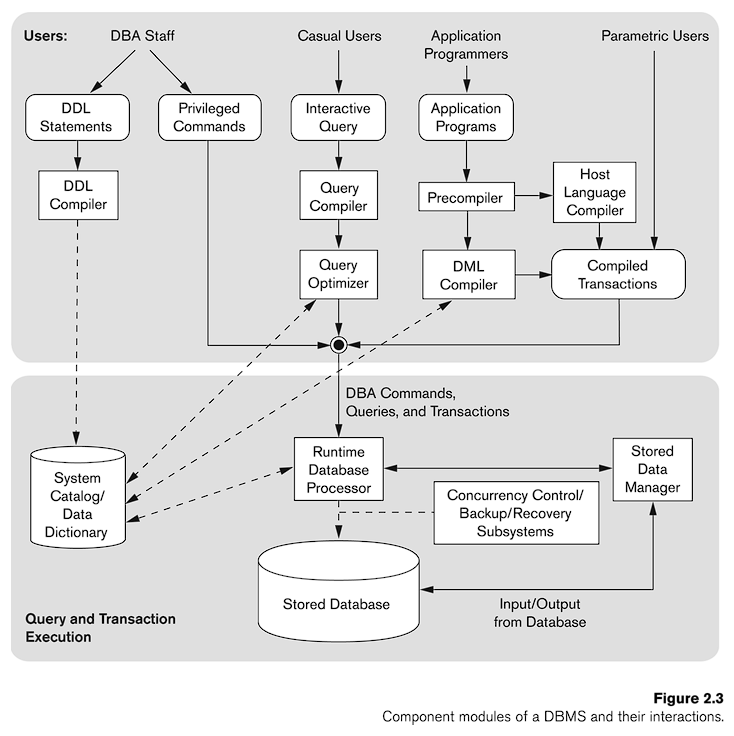 Users:
DBA Staff
Casual Users
Application
Programmers
Parametric Users
DDL
Statements
Privileged
Commands
Interactive
Query
Application
Programs
DDL
Compiler
Query
Compiler
Precompiler
Host
Language
Compiler
Query
Optimizer
DML
Compiler
Compiled
Transactions
DBA Commands,
Queries, and Transactions
System
Catalog/
Data
Dictionary
Runtime
Database
Processor
Stored
Data
Manager
Concurrency Control/
Backup/Recovery
Subsystems
Stored Database
Input/Output
from Database
Query and Transaction
Execution
Figure 2.3
Component modules of a DBMS and their interactions.